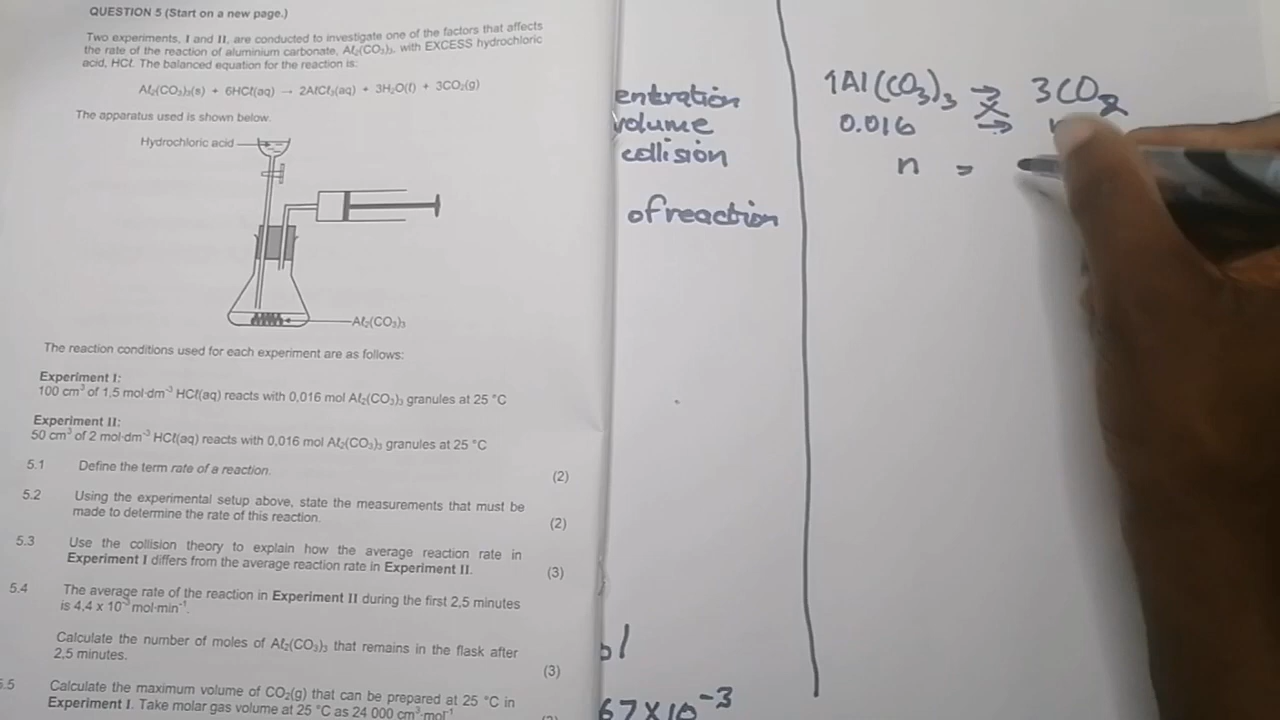 QUESTION 5 (Start on a new page.)
Two experiments, I and II, are conducted to investigate one of the factors that affects
the rate of the reaction of aluminium carbonate, Aℓ₂(CO₃)₃, with EXCESS hydrochloric
acid, HCℓ. The balanced equation for the reaction is:
Aℓ₂(CO₃)₃(s) + 6HCℓ(aq) → 2AℓCℓ₃(aq) + 3H₂O(ℓ) + 3CO₂(g)
The apparatus used is shown below.
Hydrochloric acid
Aℓ₂(CO₃)₃
The reaction conditions used for each experiment are as follows:
Experiment I:
100 cm³ of 1,5 mol·dm⁻³ HCℓ(aq) reacts with 0,016 mol Aℓ₂(CO₃)₃ granules at 25 °C
Experiment II:
50 cm³ of 2 mol·dm⁻³ HCℓ(aq) reacts with 0,016 mol Aℓ₂(CO₃)₃ granules at 25 °C
5.1 Define the term rate of a reaction. (2)
5.2 Using the experimental setup above, state the measurements that must be
made to determine the rate of this reaction. (2)
5.3 Use the collision theory to explain how the average reaction rate in
Experiment I differs from the average reaction rate in Experiment II. (3)
5.4 The average rate of the reaction in Experiment II during the first 2,5 minutes
is 4,4 x 10⁻³ mol·min⁻¹.
Calculate the number of moles of Aℓ₂(CO₃)₃ that remains in the flask after
2,5 minutes. (3)
5.5 Calculate the maximum volume of CO₂(g) that can be prepared at 25 °C in
Experiment I. Take molar gas volume at 25 °C as 24 000 cm³·mol⁻¹
entration
volume
collision
of reaction
67×10⁻³
1Al(CO₃)₃ → 3CO₂
0.016 →
n =